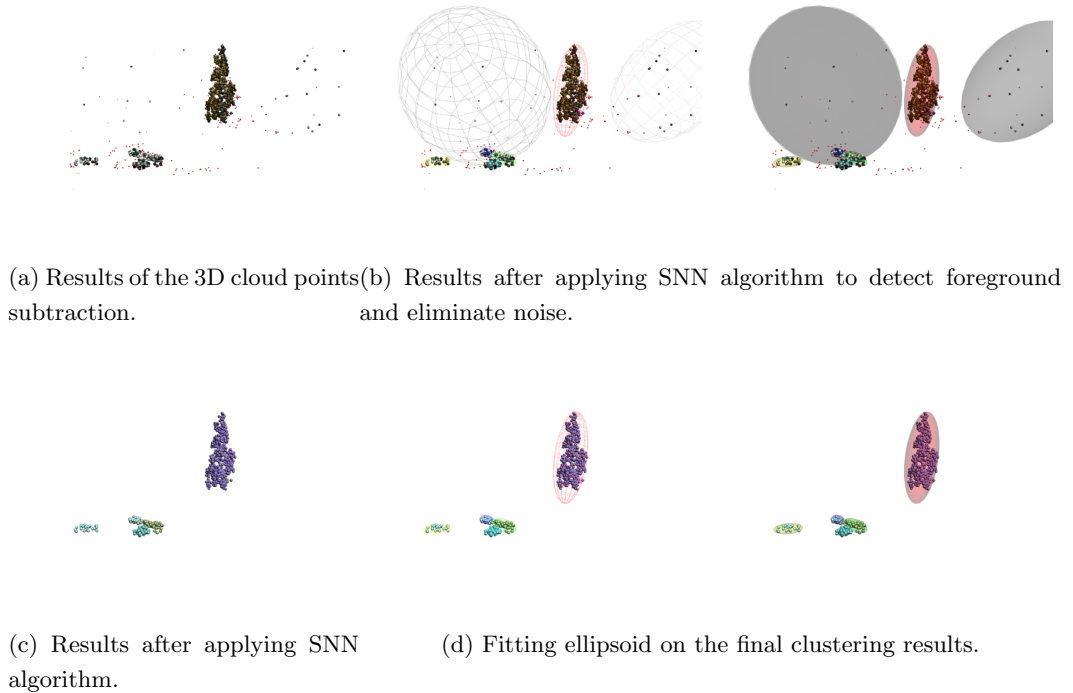 (a) Results of the 3D cloud points
subtraction.
(b) Results after applying SNN algorithm to detect foreground
and eliminate noise.
(c) Results after applying SNN
algorithm.
(d) Fitting ellipsoid on the final clustering results.